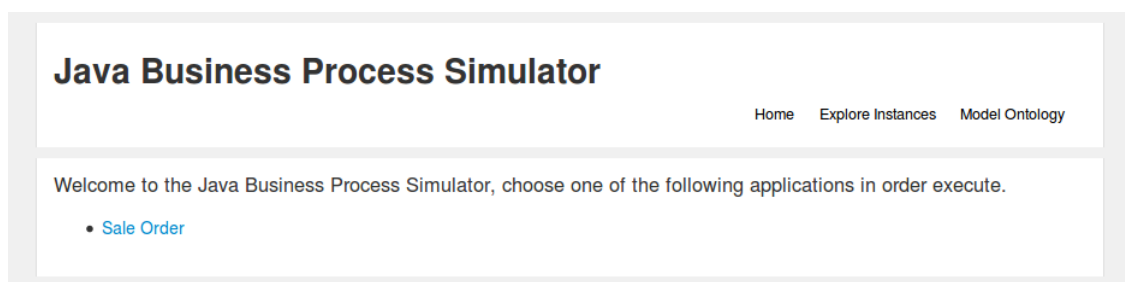 Java Business Process Simulator
Home Explore Instances Model Ontology
Welcome to the Java Business Process Simulator, choose one of the following applications in order execute.
• Sale Order